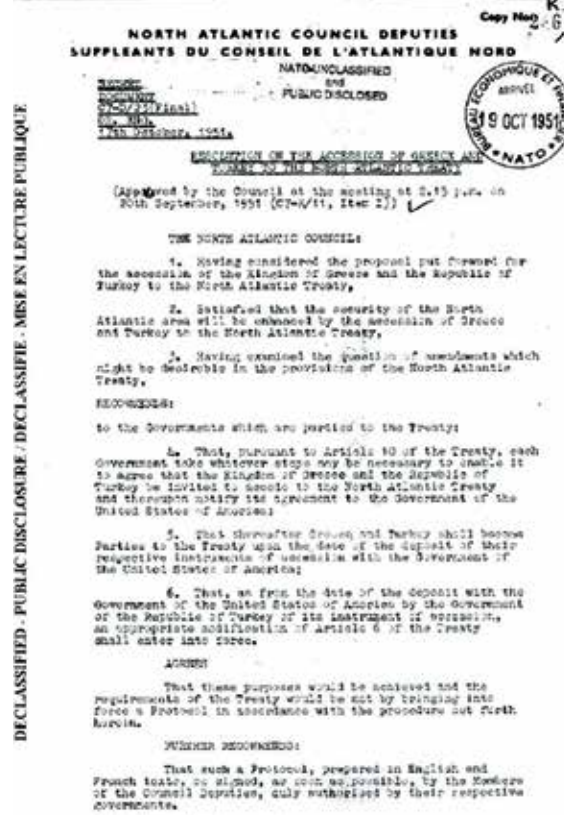 Copy No
NORTH ATLANTIC COUNCIL DEPUTIES
SUPPLEANTS DU CONSEIL DE L'ATLANTIQUE NORD
NATO UNCLASSIFIED
and
PUBLIC DISCLOSED
DOCUMENT
17th October, 1951.
BUREAU ECONOMIQUE ET
ARRIVÉE
19 OCT 1951
NATO
RESOLUTION ON THE ACCESSION OF GREECE AND
TURKEY TO THE NORTH ATLANTIC TREATY
(Approved by the Council at the meeting at 2.15 p.m. on
20th September, 1951 (C7-R/11, Item I))
THE NORTH ATLANTIC COUNCIL:
1. Having considered the proposal put forward for
the accession of the Kingdom of Greece and the Republic of
Turkey to the North Atlantic Treaty,
2. Satisfied that the security of the North
Atlantic area will be enhanced by the accession of Greece
and Turkey to the North Atlantic Treaty,
3. Having examined the question of amendments which
might be desirable in the provisions of the North Atlantic
Treaty,
RECOMMENDS:
to the Governments which are parties to the Treaty:
4. That, pursuant to Article 10 of the Treaty, each
Government take whatever steps may be necessary to enable it
to agree that the Kingdom of Greece and the Republic of
Turkey be invited to accede to the North Atlantic Treaty
and thereupon notify its agreement to the Government of the
United States of America;
5. That thereafter Greece and Turkey shall become
Parties to the Treaty upon the date of the deposit of their
respective instruments of accession with the Government of
the United States of America;
6. That, as from the date of the deposit with the
Government of the United States of America by the Government
of the Republic of Turkey of its instrument of accession,
an appropriate modification of Article 6 of the Treaty
shall enter into force.
AGREES
That these purposes would be achieved and the
requirements of the Treaty would be met by bringing into
force a Protocol in accordance with the procedure set forth
herein.
FURTHER RECOMMENDS:
That such a Protocol, prepared in English and
French texts, be signed, as soon as possible, by the Members
of the Council Deputies, duly authorised by their respective
governments.
DECLASSIFIED - PUBLIC DISCLOSURE / DECLASSIFIE - MISE EN LECTURE PUBLIQUE